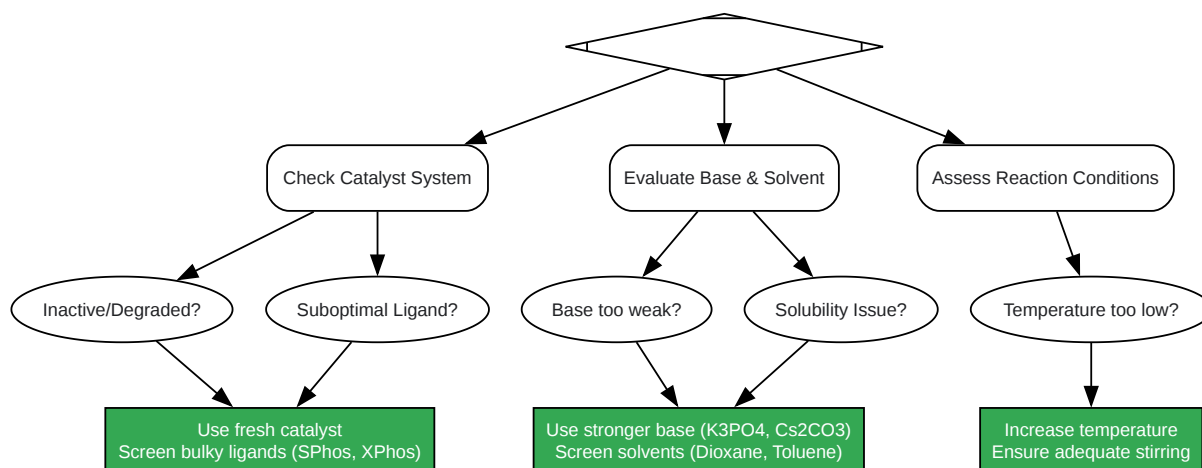 Check Catalyst System
Evaluate Base & Solvent
Assess Reaction Conditions
Inactive/Degraded?
Suboptimal Ligand?
Base too weak?
Solubility Issue?
Temperature too low?
Use fresh catalyst
Screen bulky ligands (SPhos, XPhos)
Use stronger base (K3PO4, Cs2CO3)
Screen solvents (Dioxane, Toluene)
Increase temperature
Ensure adequate stirring